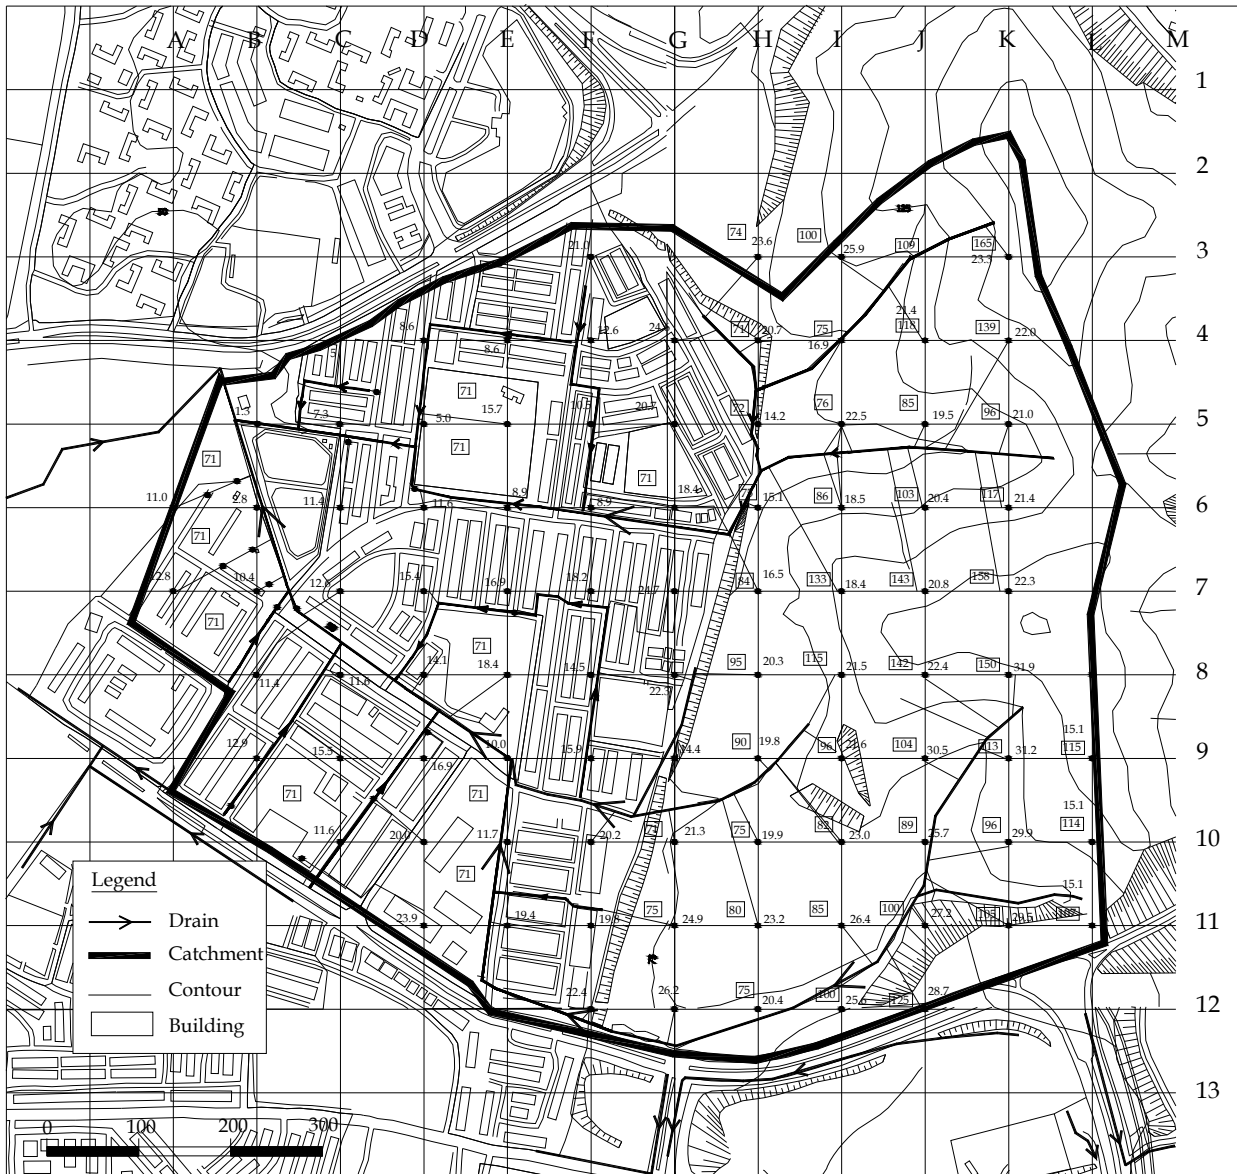 A B C D E F G H I J K L M
1
2
74 23.6 100 25.9 109 165 23.3
21.0
3
8.6 8.6 12.6 71 20.7 75 16.9 21.4 118 139 22.0
4
71 15.7 20.7 72 14.2 76 22.5 85 19.5 96 21.0
1.3 7.3 5.0
5
71 71 71 18.4
11.0 11.4 11.6 8.9 8.9 15.1 86 18.5 103 20.4 117 21.4
6
71
12.8 10.4 12.6 15.4 16.9 18.2 24.7 84 16.5 133 18.4 143 20.8 158 22.3
7
71 71
11.4 11.6 14.1 18.4 14.5 22.3 95 20.3 115 21.5 142 22.4 150 31.9
8
12.9 15.5 16.9 10.0 15.9 14.4 90 19.8 96 21.6 104 30.5 113 31.2 15.1 115
9
71 71
11.6 20.0 11.7 20.2 74 21.3 75 19.9 82 23.0 89 25.7 96 29.9 15.1 114
10
71
23.9 19.4 19.8 75 24.9 80 23.2 85 26.4 100 27.2 105 29.5 15.1 107
11
22.4 26.2 75 20.4 100 25.6 125 28.7
12
13
Legend
Drain
Catchment
Contour
Building
0 100 200 300